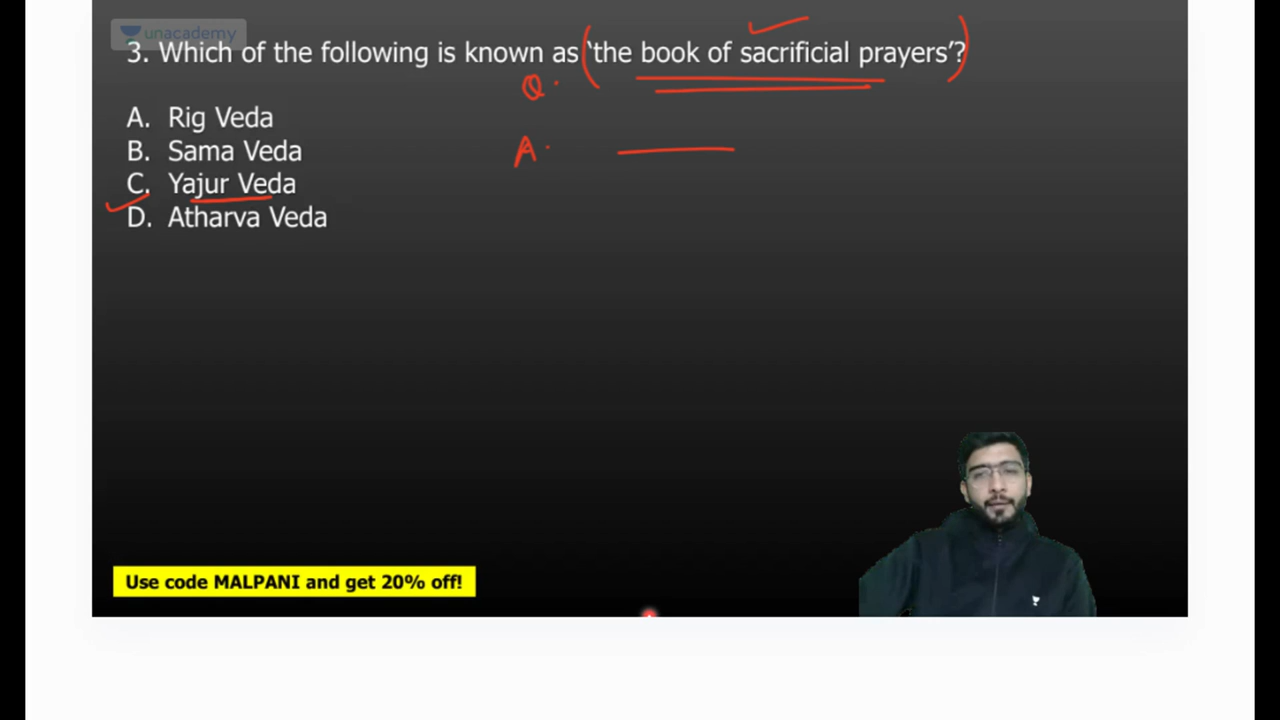 unacademy
3. Which of the following is known as 'the book of sacrificial prayers'?
Q.
A. Rig Veda
B. Sama Veda
A.
C. Yajur Veda
D. Atharva Veda
Use code MALPANI and get 20% off!